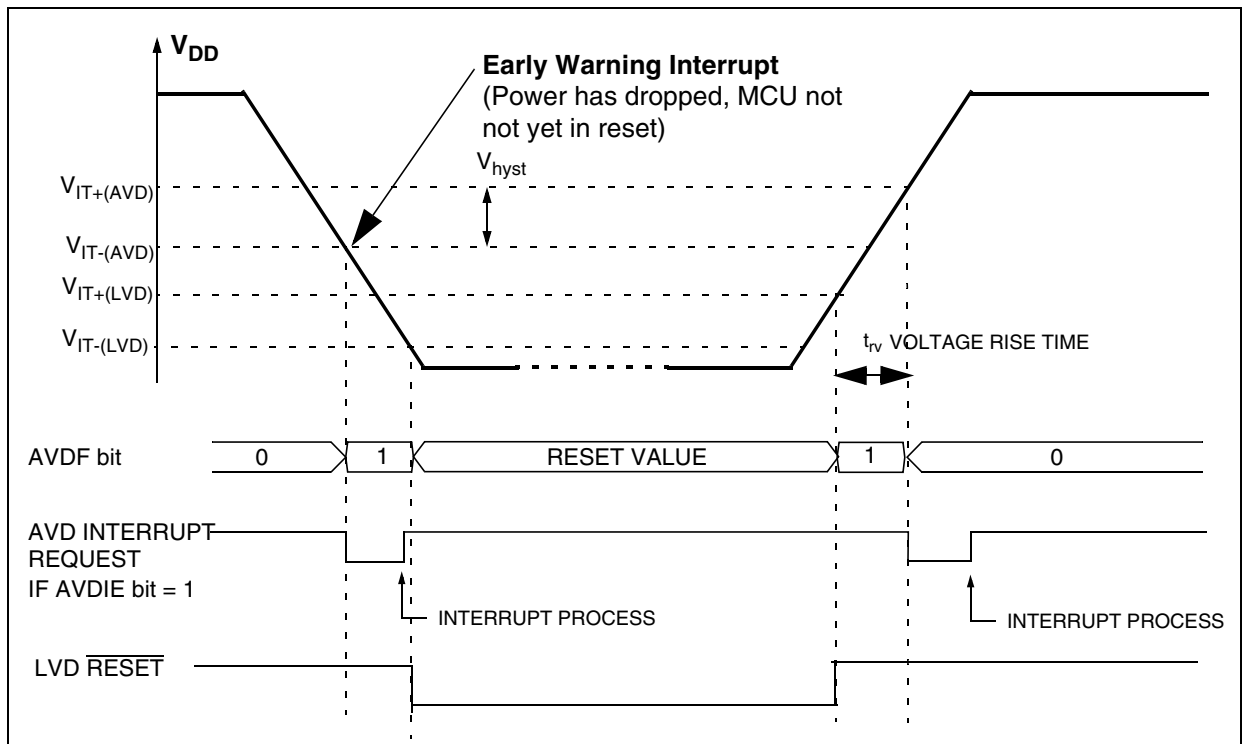 VDD
Early Warning Interrupt
(Power has dropped, MCU not
not yet in reset)
Vhyst
VIT+(AVD)
VIT-(AVD)
VIT+(LVD)
VIT-(LVD)
trv VOLTAGE RISE TIME
AVDF bit
0
1
RESET VALUE
1
0
AVD INTERRUPT
REQUEST
IF AVDIE bit = 1
INTERRUPT PROCESS
INTERRUPT PROCESS
LVD RESET